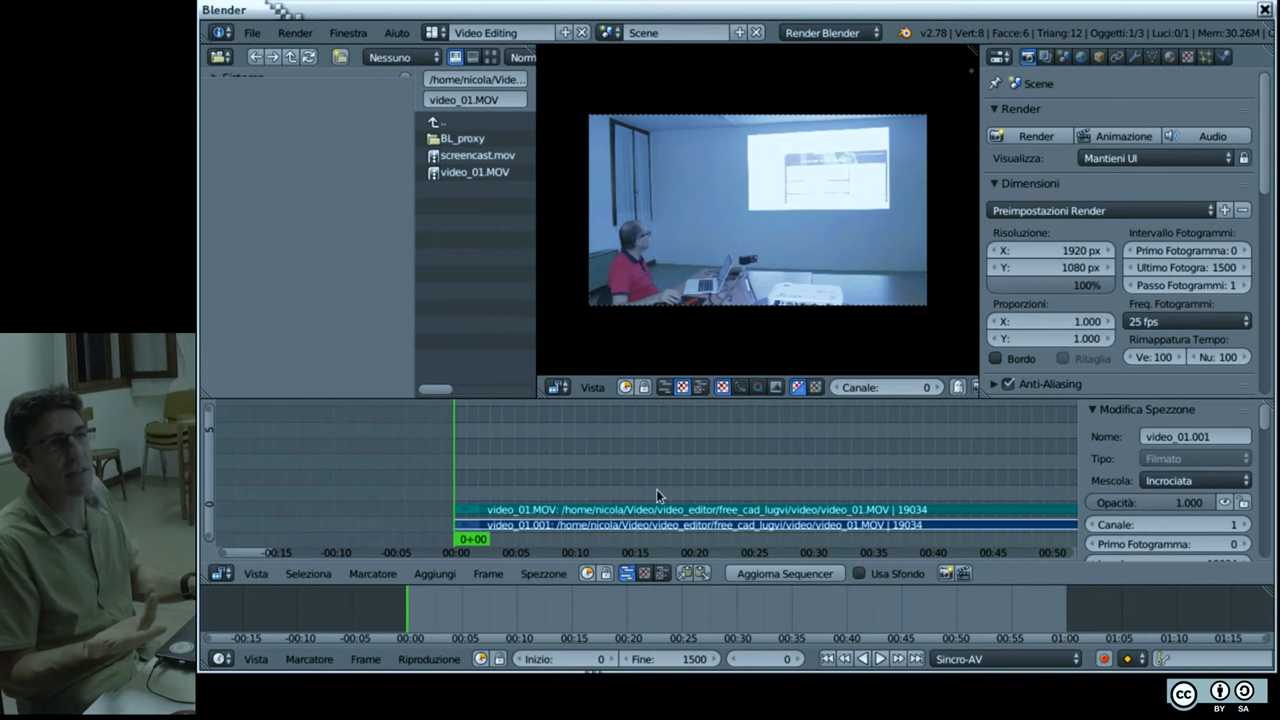 Blender
File Render Finestra Aiuto Video Editing Scene Render Blender v2.78 | Vert:8 | Facce:6 | Triang:12 | Oggetti:1/3 | Luci:0/1 | Mem:30.26M
Nessuno Norm
/home/nicola/Vide...
video_01.MOV
..
BL_proxy
screencast.mov
video_01.MOV
Vista Canale: 0
Scene
Render
Render Animazione Audio
Visualizza: Mantieni UI
Dimensioni
Preimpostazioni Render
Risoluzione: Intervallo Fotogrammi:
X: 1920 px Primo Fotogramma: 0
Y: 1080 px Ultimo Fotogra: 1500
100% Passo Fotogrammi: 1
Proporzioni: Freq. Fotogrammi:
X: 1.000 25 fps
Y: 1.000 Rimappatura Tempo:
Bordo Ritaglia Ve: 100 Nu: 100
Anti-Aliasing
5
0
video_01.MOV: /home/nicola/Video/video_editor/free_cad_lugvi/video/video_01.MOV | 19034
video_01.001: /home/nicola/Video/video_editor/free_cad_lugvi/video/video_01.MOV | 19034
0+00
-00:15 -00:10 -00:05 00:00 00:05 00:10 00:15 00:20 00:25 00:30 00:35 00:40 00:45 00:50
Modifica Spezzone
Nome: video_01.001
Tipo: Filmato
Mescola: Incrociata
Opacità: 1.000
Canale: 1
Primo Fotogramma: 0
Vista Seleziona Marcatore Aggiungi Frame Spezzone Aggiorna Sequencer Usa Sfondo
-00:15 -00:10 -00:05 00:00 00:05 00:10 00:15 00:20 00:25 00:30 00:35 00:40 00:45 00:50 00:55 01:00 01:05 01:10 01:15
Vista Marcatore Frame Riproduzione Inizio: 0 Fine: 1500 0 Sincro-AV
cc
BY SA